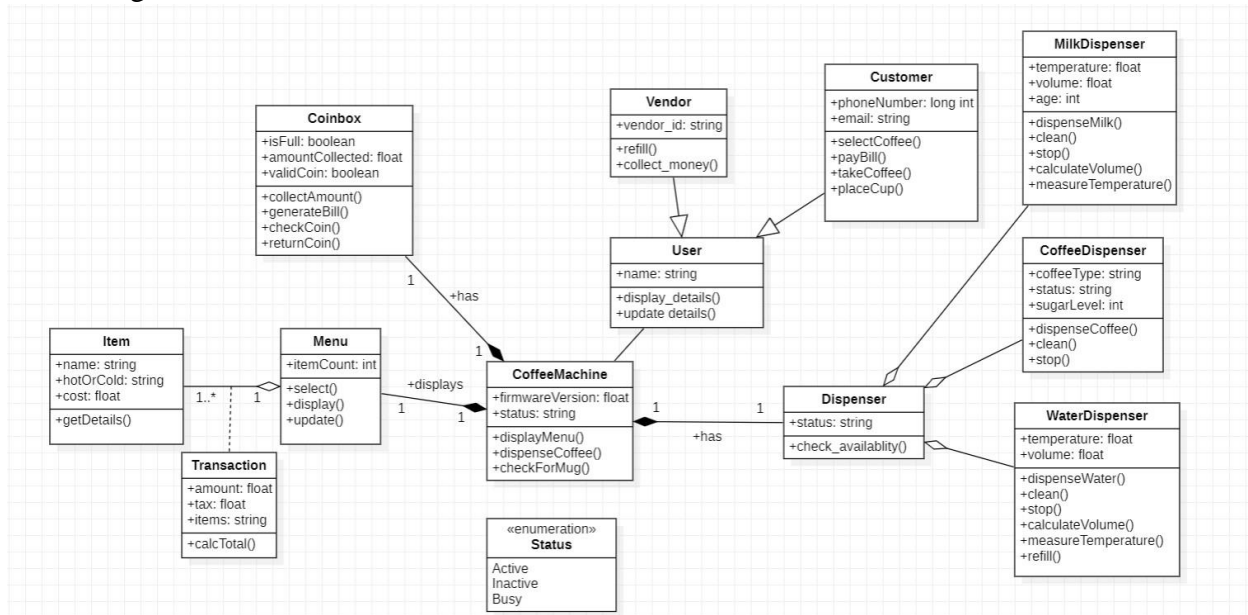 Coinbox
+isFull: boolean
+amountCollected: float
+validCoin: boolean
+collectAmount()
+generateBill()
+checkCoin()
+returnCoin()
Vendor
+vendor_id: string
+refill()
+collect_money()
Customer
+phoneNumber: long int
+email: string
+selectCoffee()
+payBill()
+takeCoffee()
+placeCup()
MilkDispenser
+temperature: float
+volume: float
+age: int
+dispenseMilk()
+clean()
+stop()
+calculateVolume()
+measureTemperature()
User
+name: string
+display_details()
+update details()
CoffeeDispenser
+coffeeType: string
+status: string
+sugarLevel: int
+dispenseCoffee()
+clean()
+stop()
1
+has
1
Item
+name: string
+hotOrCold: string
+cost: float
+getDetails()
1..*
1
Menu
+itemCount: int
+select()
+display()
+update()
+displays
1
1
CoffeeMachine
+firmwareVersion: float
+status: string
+displayMenu()
+dispenseCoffee()
+checkForMug()
1
1
+has
Dispenser
+status: string
+check_availablity()
WaterDispenser
+temperature: float
+volume: float
+dispenseWater()
+clean()
+stop()
+calculateVolume()
+measureTemperature()
+refill()
Transaction
+amount: float
+tax: float
+items: string
+calcTotal()
«enumeration»
Status
Active
Inactive
Busy